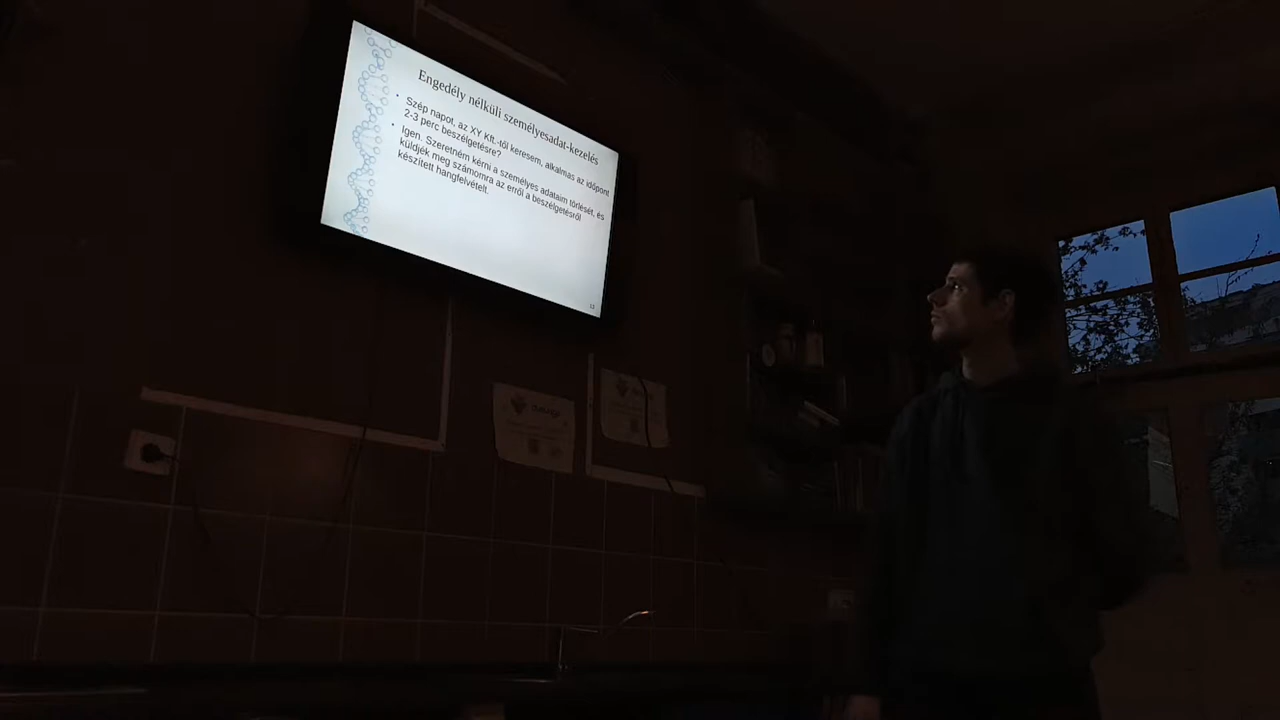 Engedély nélküli személyesadat-kezelés
• Szép napot, az XY Kft.-től keresem, alkalmas az időpont
2-3 perc beszélgetésre?
• Igen. Szeretném kérni a személyes adataim törlését, és
küldjék meg számomra az erről a beszélgetésről
készített hangfelvételt.